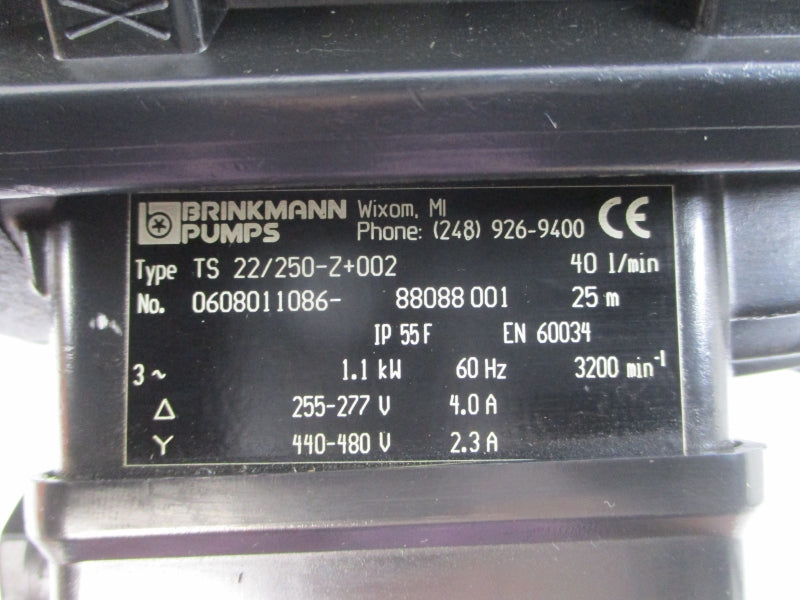 BRINKMANN PUMPS
Wixom, MI
Phone: (248) 926-9400
CE
Type TS 22/250-Z+002 40 l/min
No. 0608011086- 88088 001 25 m
IP 55 F EN 60034
3 ~ 1.1 kW 60 Hz 3200 min⁻¹
Δ 255-277 V 4.0 A
Y 440-480 V 2.3 A